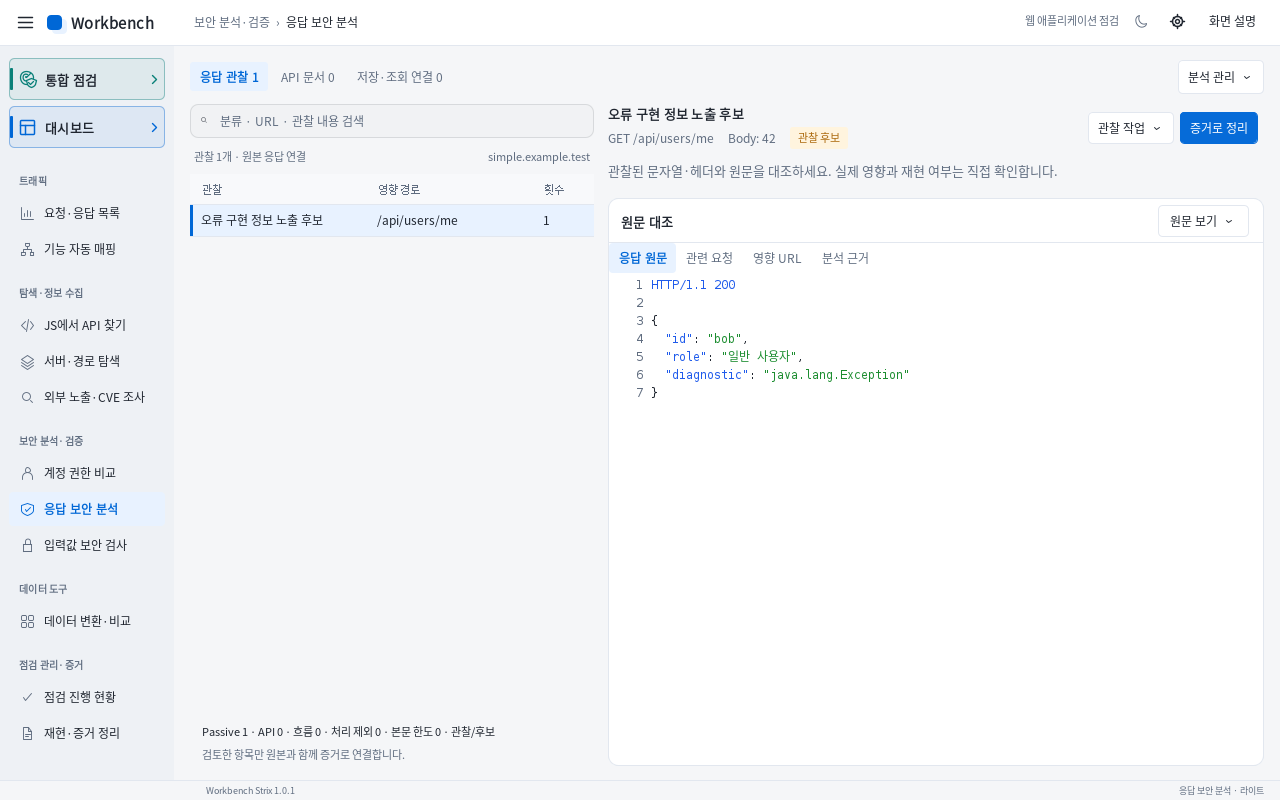 Workbench
보안 분석·검증 › 응답 보안 분석
웹 애플리케이션 점검
화면 설명
통합 점검
대시보드
트래픽
요청·응답 목록
기능 자동 매핑
탐색·정보 수집
JS에서 API 찾기
서버·경로 탐색
외부 노출·CVE 조사
보안 분석·검증
계정 권한 비교
응답 보안 분석
입력값 보안 검사
데이터 도구
데이터 변환·비교
점검 관리·증거
점검 진행 현황
재현·증거 정리
응답 관찰 1 API 문서 0 저장·조회 연결 0
분석 관리
분류 · URL · 관찰 내용 검색
관찰 1개 · 원본 응답 연결 simple.example.test
관찰 영향 경로 횟수
오류 구현 정보 노출 후보 /api/users/me 1
Passive 1 · API 0 · 흐름 0 · 처리 제외 0 · 본문 한도 0 · 관찰/후보
검토한 항목만 원본과 함께 증거로 연결합니다.
오류 구현 정보 노출 후보
GET /api/users/me Body: 42 관찰 후보
관찰 작업 증거로 정리
관찰된 문자열·헤더와 원문을 대조하세요. 실제 영향과 재현 여부는 직접 확인합니다.
원문 대조 원문 보기
응답 원문 관련 요청 영향 URL 분석 근거
1 HTTP/1.1 200
2
3 {
4 "id": "bob",
5 "role": "일반 사용자",
6 "diagnostic": "java.lang.Exception"
7 }
Workbench Strix 1.0.1
응답 보안 분석 · 라이트